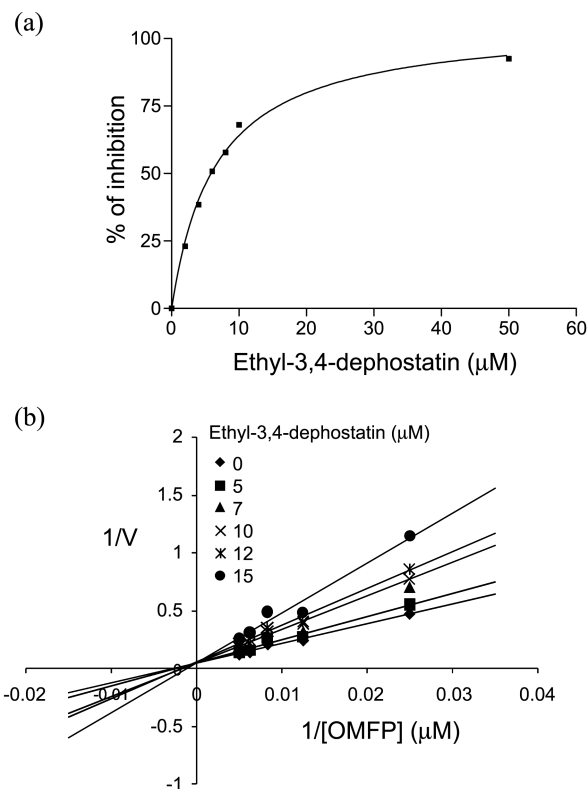 (a)
100
75
50
25
0
% of inhibition
0 10 20 30 40 50 60
Ethyl-3,4-dephostatin (μM)
(b)
Ethyl-3,4-dephostatin (μM)
0
5
7
10
12
15
1/V
2
1.5
1
0.5
0
-0.5
-1
-0.02 -0.01 0 0.01 0.02 0.03 0.04
1/[OMFP] (μM)